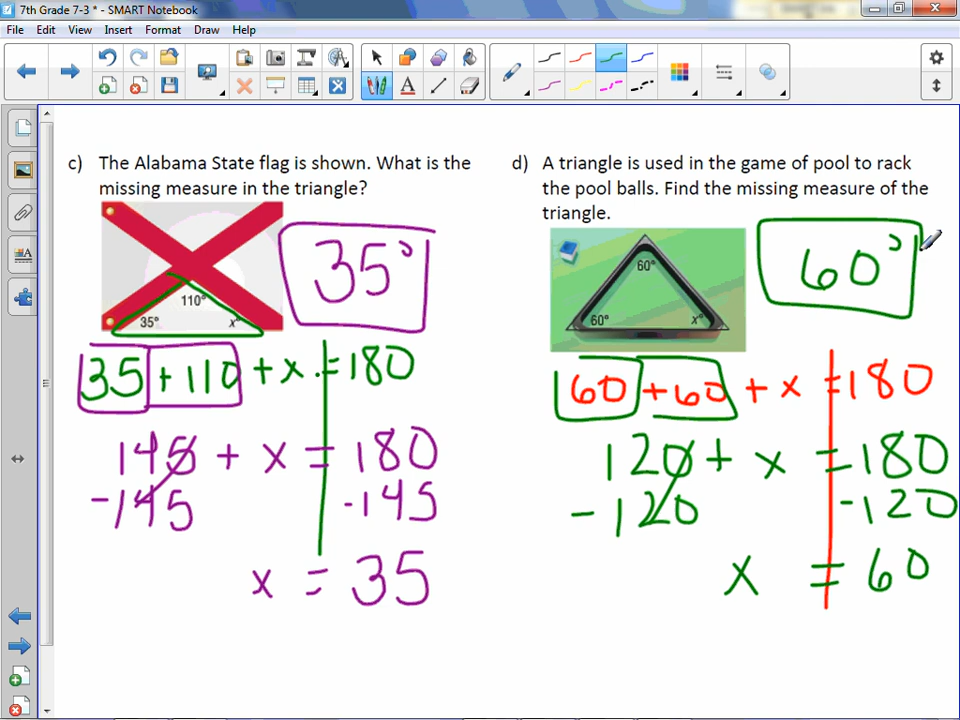 7th Grade 7-3 * - SMART Notebook
File Edit View Insert Format Draw Help
c) The Alabama State flag is shown. What is the
missing measure in the triangle?
110°
35° x°
35°
35 + 110 + x = 180
145 + x = 180
-145 -145
x = 35
d) A triangle is used in the game of pool to rack
the pool balls. Find the missing measure of the
triangle.
60°
60° x°
60°
60 + 60 + x = 180
120 + x = 180
-120 -120
x = 60